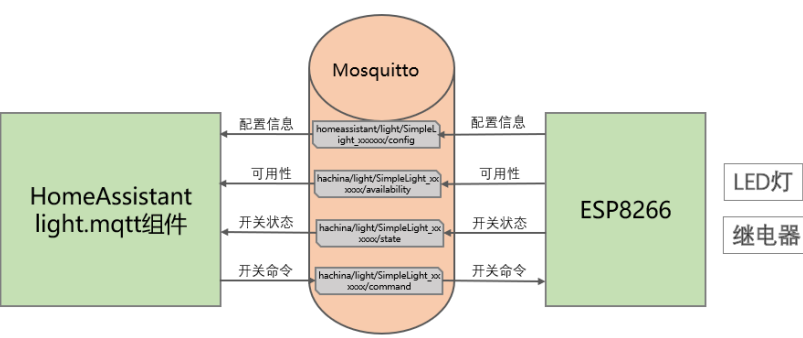 Mosquitto
配置信息
homeassistant/light/SimpleL
ight_xxxxxx/config
配置信息
可用性
hachina/light/SimpleLight_xx
xxxx/availability
可用性
HomeAssistant
light.mqtt组件
ESP8266
LED灯
开关状态
hachina/light/SimpleLight_xx
xxxx/state
开关状态
继电器
开关命令
hachina/light/SimpleLight_xx
xxxx/command
开关命令